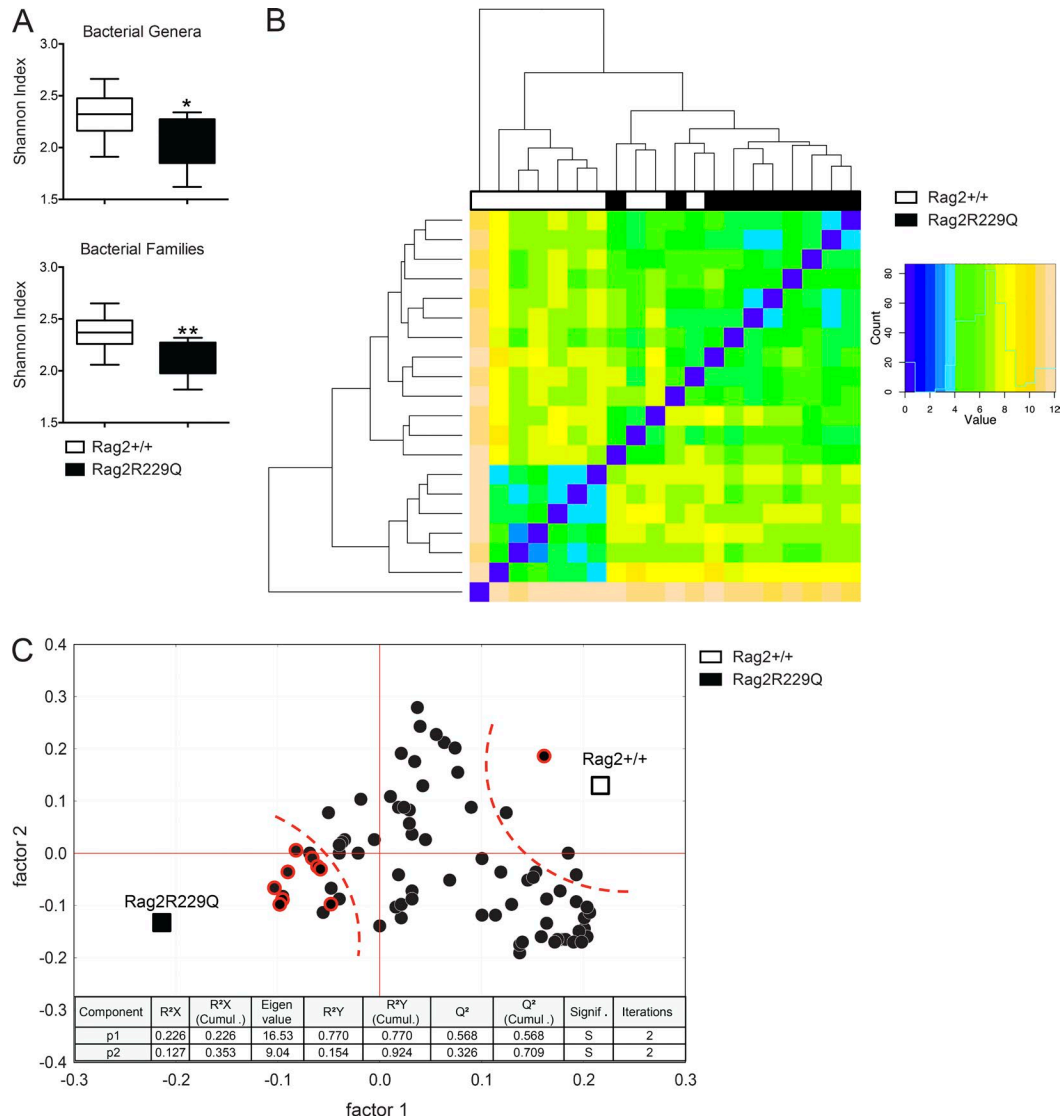 A
Bacterial Genera
Shannon Index
3.0
2.5
2.0
1.5
*
Bacterial Families
Shannon Index
3.0
2.5
2.0
1.5
**
Rag2+/+
Rag2R229Q
B
Rag2+/+
Rag2R229Q
Count
0 20 40 60 80
0 2 4 6 8 10 12
Value
C
Rag2+/+
Rag2R229Q
factor 2
0.4
0.3
0.2
0.1
0.0
-0.1
-0.2
-0.3
-0.4
Rag2+/+
Rag2R229Q
Component R²X R²X (Cumul.) Eigen value R²Y R²Y (Cumul.) Q² Q² (Cumul.) Signif. Iterations
p1 0.226 0.226 16.53 0.770 0.770 0.568 0.568 S 2
p2 0.127 0.353 9.04 0.154 0.924 0.326 0.709 S 2
-0.3 -0.2 -0.1 0.0 0.1 0.2 0.3
factor 1